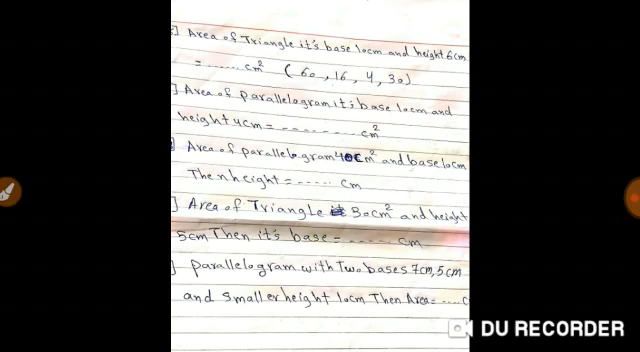 ] Area of Triangle it's base 10cm and height 6cm
= ...... cm² ( 60 , 16 , 4 , 30 )
] Area of parallelogram it's base 10cm and
height 4cm = ......... cm²
Area of parallelogram 40cm² and base 10cm
Then height = ..... cm
] Area of Triangle is 30cm² and height
5cm Then it's base = ...... cm
] parallelogram with Two bases 7cm, 5cm
and smaller height 10cm Then Area = .... c
DU RECORDER